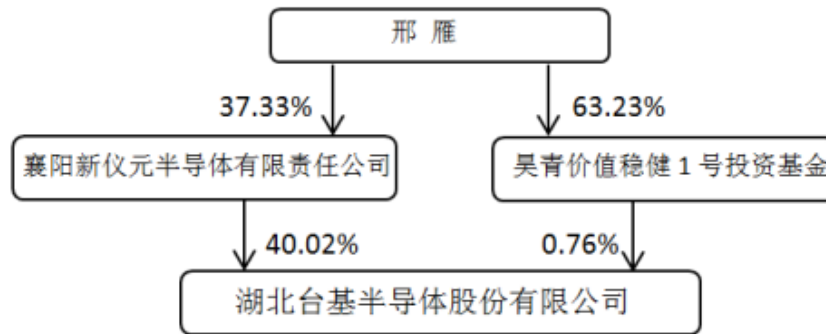 邢 雁
37.33%
63.23%
襄阳新仪元半导体有限责任公司
昊青价值稳健 1 号投资基金
40.02%
0.76%
湖北台基半导体股份有限公司